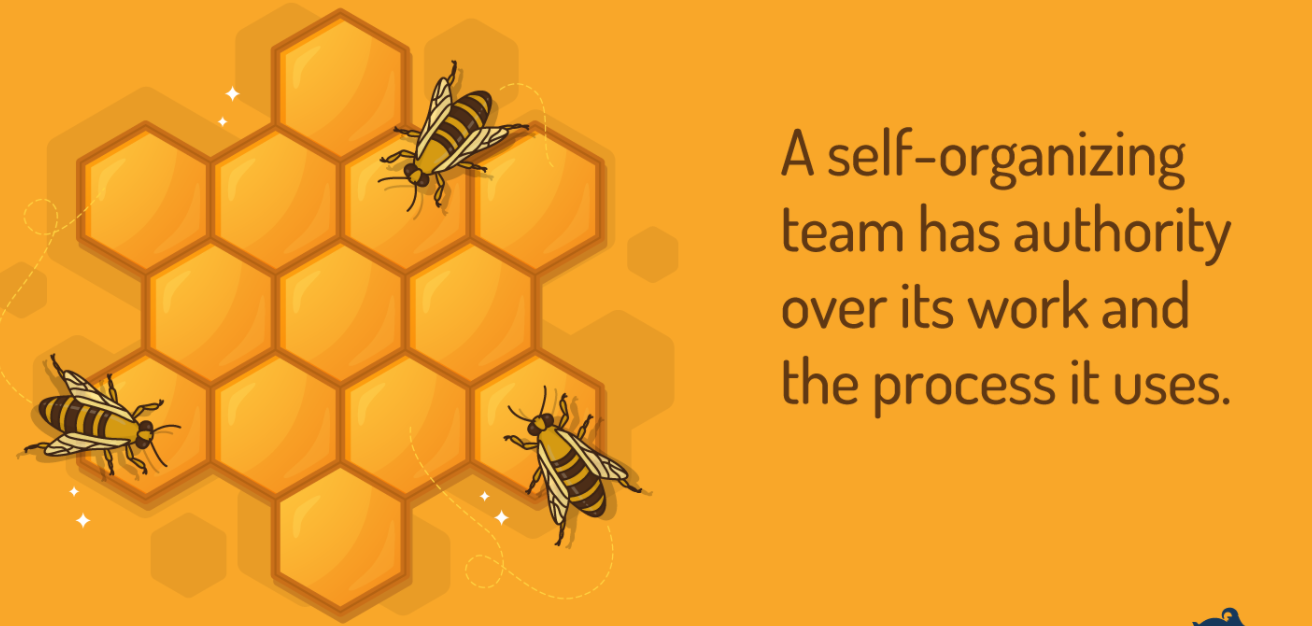 A self-organizing
team has authority
over its work and
the process it uses.